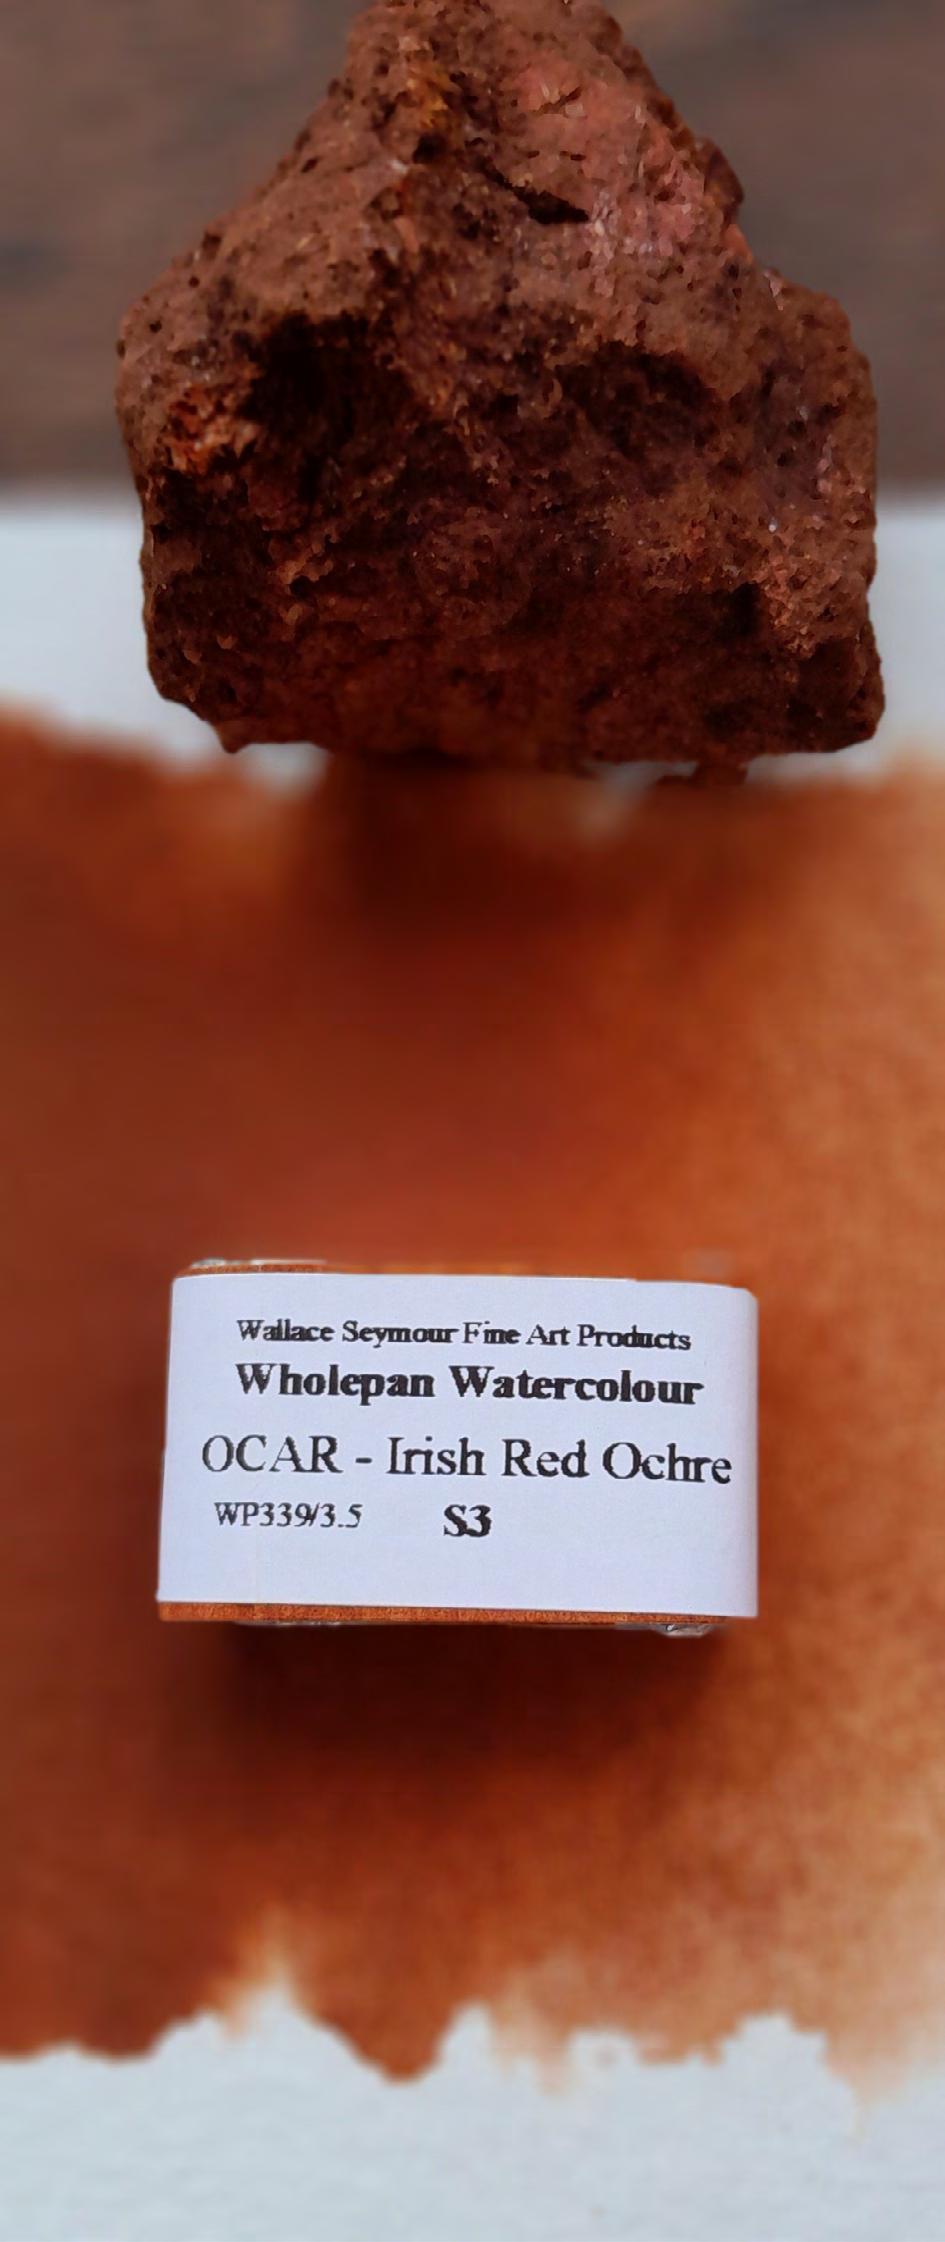 Wallace Seymour Fine Art Products
Wholepan Watercolour
OCAR - Irish Red Ochre
WP339/3.5 S3